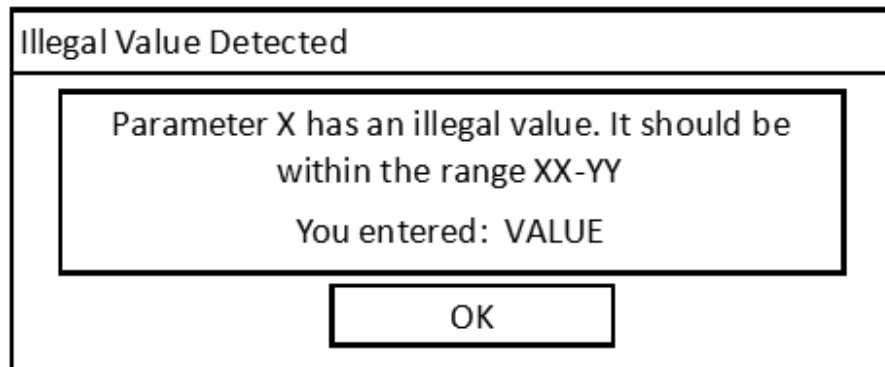 Illegal Value Detected
Parameter X has an illegal value. It should be
within the range XX-YY
You entered: VALUE
OK